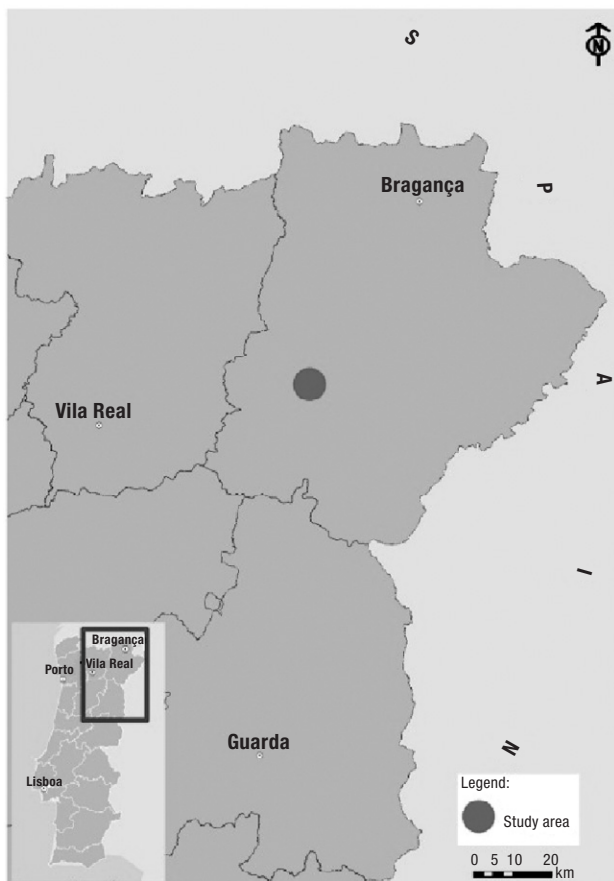 S
N
P
Bragança
A
Vila Real
I
Bragança
Vila Real
Porto
Guarda
N
Lisboa
Legend:
Study area
0 5 10 20
km